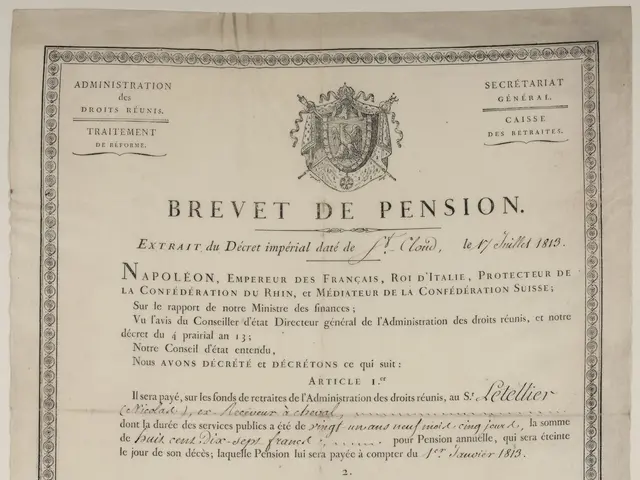 ADMINISTRATION
des
DROITS RÉUNIS.
TRAITEMENT
DE RÉFORME.
SECRÉTARIAT
GÉNÉRAL.
CAISSE
DES RETRAITES.
BREVET DE PENSION.
EXTRAIT du Décret impérial daté de St. Cloud, le 17 Juillet 1813.
NAPOLÉON, EMPEREUR DES FRANÇAIS, ROI D'ITALIE, PROTECTEUR DE
LA CONFÉDÉRATION DU RHIN, et MÉDIATEUR DE LA CONFÉDÉRATION SUISSE;
Sur le rapport de notre Ministre des finances;
Vu l'avis du Conseiller d'état Directeur général de l'Administration des droits réunis, et notre
décret du 4 prairial an 13;
Notre Conseil d'état entendu,
NOUS AVONS DÉCRÉTÉ et DÉCRÉTONS ce qui suit:
ARTICLE 1.er
Il sera payé, sur les fonds de retraites de l'Administration des droits réunis, au S.r Letellier
(Nicolas), ex Receveur à cheval,
dont la durée des services publics a été de vingt-un ans neuf mois cinq jours, la somme
de huit cent dix-sept francs; pour Pension annuelle, qui sera éteinte
le jour de son décès; laquelle Pension lui sera payée à compter du 1er Janvier 1813.
2.